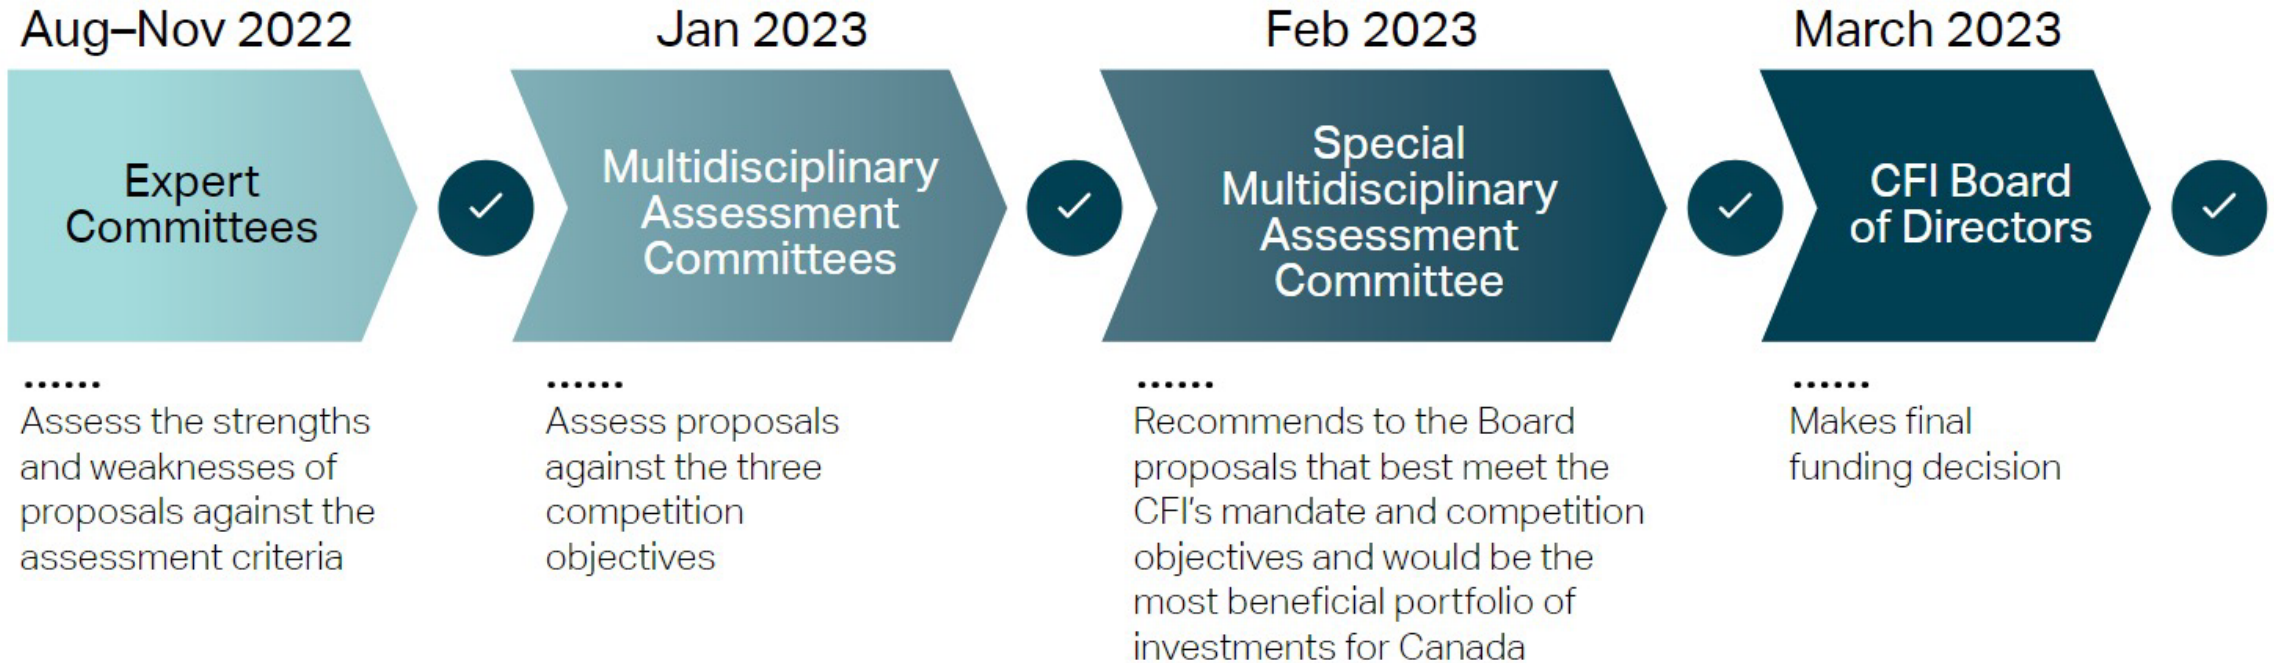 Aug–Nov 2022
Expert
Committees
......
Assess the strengths
and weaknesses of
proposals against the
assessment criteria
Jan 2023
Multidisciplinary
Assessment
Committees
......
Assess proposals
against the three
competition
objectives
Feb 2023
Special
Multidisciplinary
Assessment
Committee
......
Recommends to the Board
proposals that best meet the
CFI's mandate and competition
objectives and would be the
most beneficial portfolio of
investments for Canada
March 2023
CFI Board
of Directors
......
Makes final
funding decision